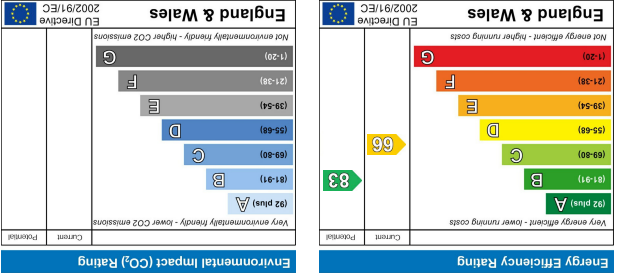 Energy Efficiency Rating
Current Potential
Very energy efficient - lower running costs
(92 plus) A
(81-91) B
83
(69-80) C
66
(55-68) D
(39-54) E
(21-38) F
(1-20) G
Not energy efficient - higher running costs
England & Wales
EU Directive
2002/91/EC
Environmental Impact (CO₂) Rating
Current Potential
Very environmentally friendly - lower CO2 emissions
(92 plus) A
(81-91) B
(69-80) C
(55-68) D
(39-54) E
(21-38) F
(1-20) G
Not environmentally friendly - higher CO2 emissions
England & Wales
EU Directive
2002/91/EC